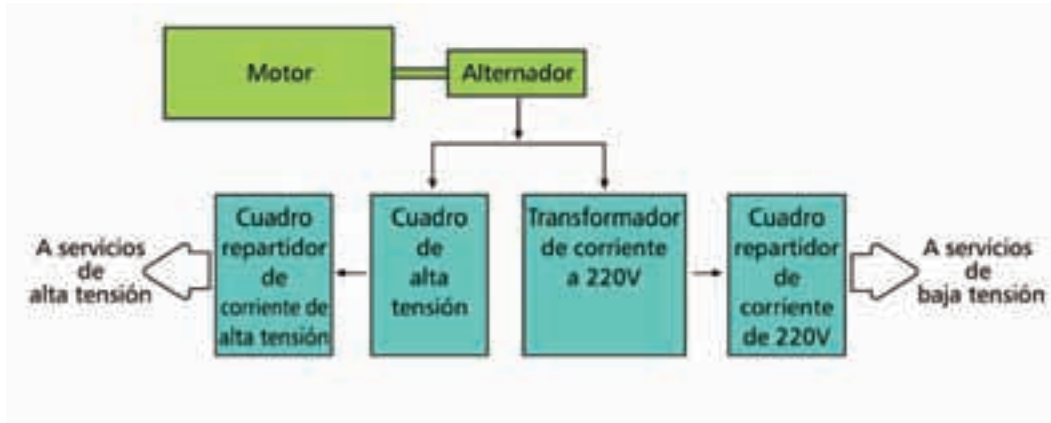 Motor
Alternador
A servicios
de
alta tensión
Cuadro
repartidor
de
corriente de
alta tensión
Cuadro
de
alta
tensión
Transformador
de corriente
a 220V
Cuadro
repartidor
de
corriente
de 220V
A servicios
de
baja tensión